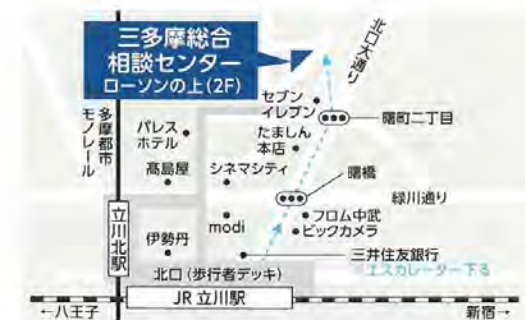 三多摩総合
相談センター
ローソンの上(2F)
北口大通り
セブン
イレブン
曙町二丁目
多摩都市
モノレール
パレス
ホテル
たましん
本店
髙島屋
シネマシティ
曙橋
緑川通り
立川北駅
伊勢丹
modi
フロム中武
ビックカメラ
三井住友銀行
※エスカレーター下る
北口(歩行者デッキ)
JR 立川駅
←八王子
新宿→